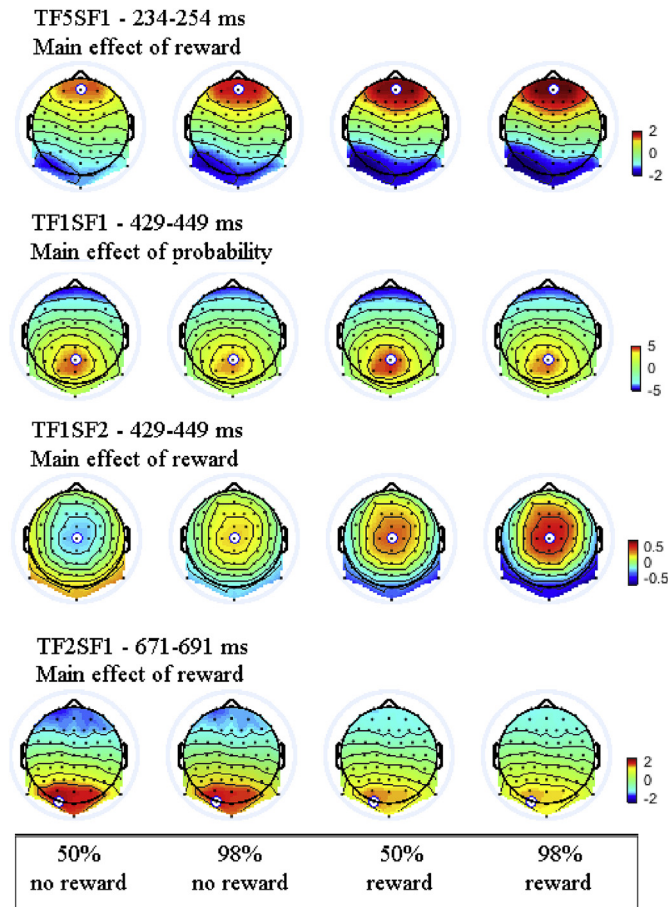 TF5SF1 - 234-254 ms
Main effect of reward
2
0
-2
TF1SF1 - 429-449 ms
Main effect of probability
5
0
-5
TF1SF2 - 429-449 ms
Main effect of reward
0.5
0
-0.5
TF2SF1 - 671-691 ms
Main effect of reward
2
0
-2
50% 98% 50% 98%
no reward no reward reward reward